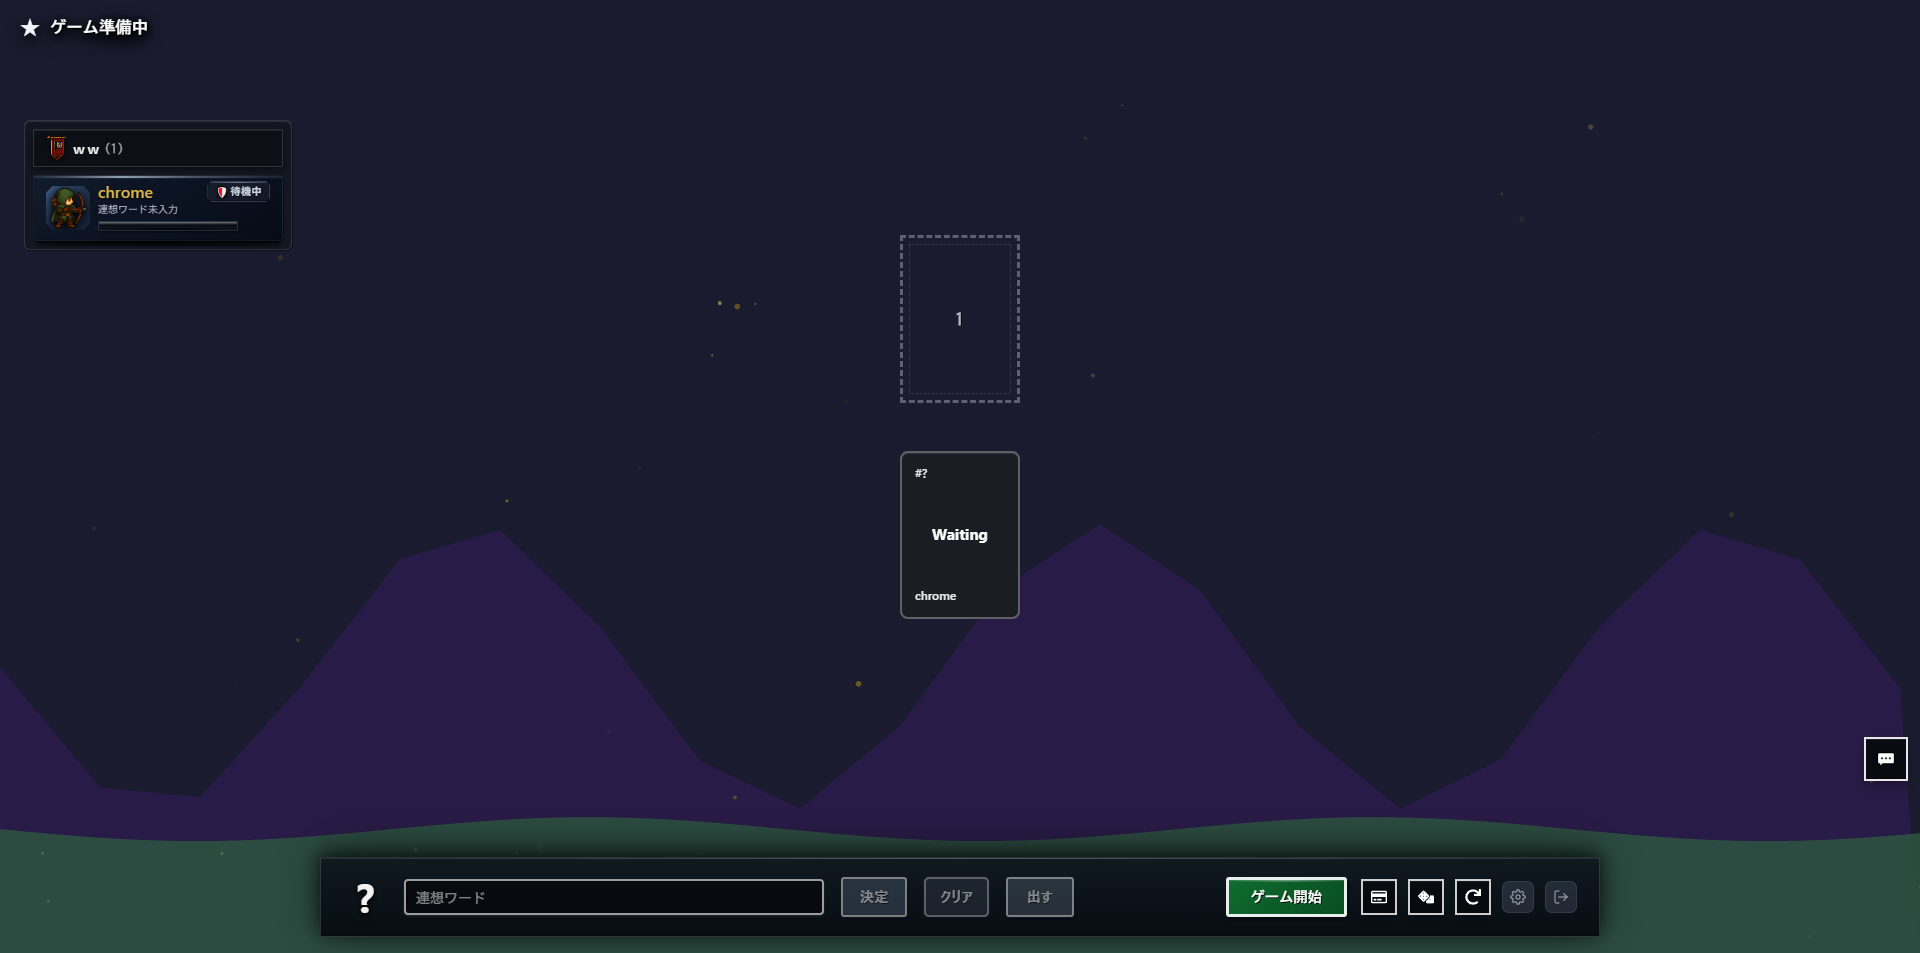 ★ ゲーム準備中
w w (1)
chrome
待機中
連想ワード未入力
1
#?
Waiting
chrome
?
連想ワード
決定
クリア
出す
ゲーム開始